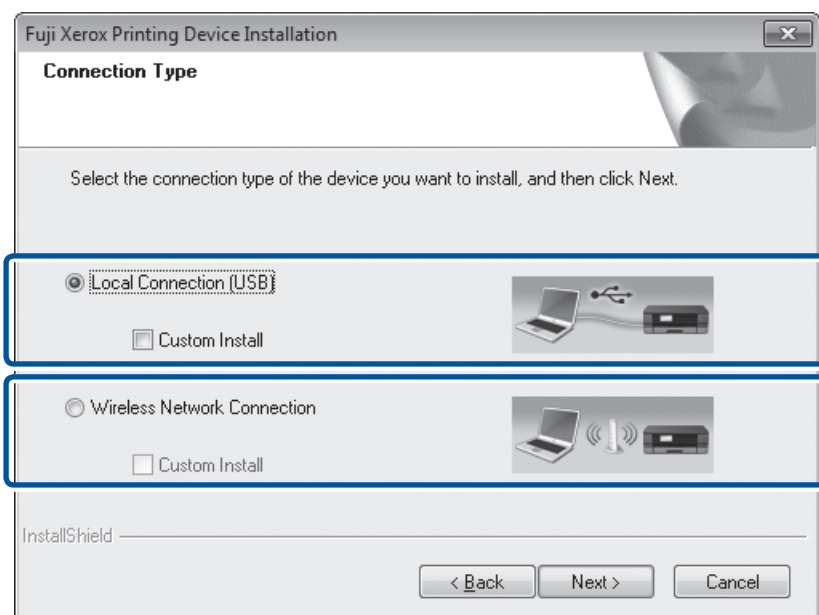 Fuji Xerox Printing Device Installation
Connection Type
Select the connection type of the device you want to install, and then click Next.
Local Connection (USB)
Custom Install
Wireless Network Connection
Custom Install
InstallShield
< Back Next > Cancel